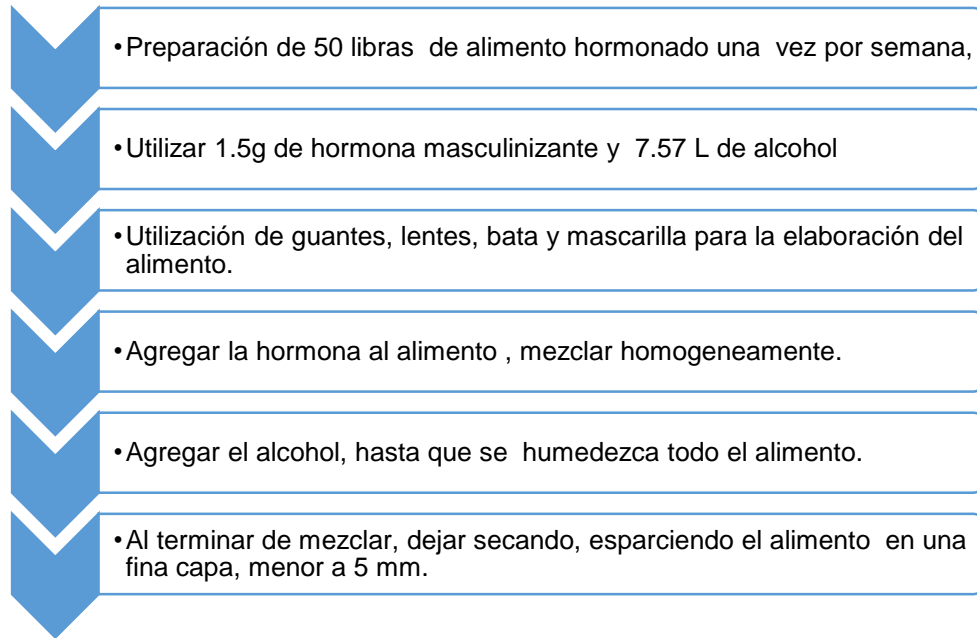 •Preparación de 50 libras de alimento hormonado una vez por semana,
•Utilizar 1.5g de hormona masculinizante y 7.57 L de alcohol
•Utilización de guantes, lentes, bata y mascarilla para la elaboración del
alimento.
•Agregar la hormona al alimento , mezclar homogeneamente.
•Agregar el alcohol, hasta que se humedezca todo el alimento.
•Al terminar de mezclar, dejar secando, esparciendo el alimento en una
fina capa, menor a 5 mm.